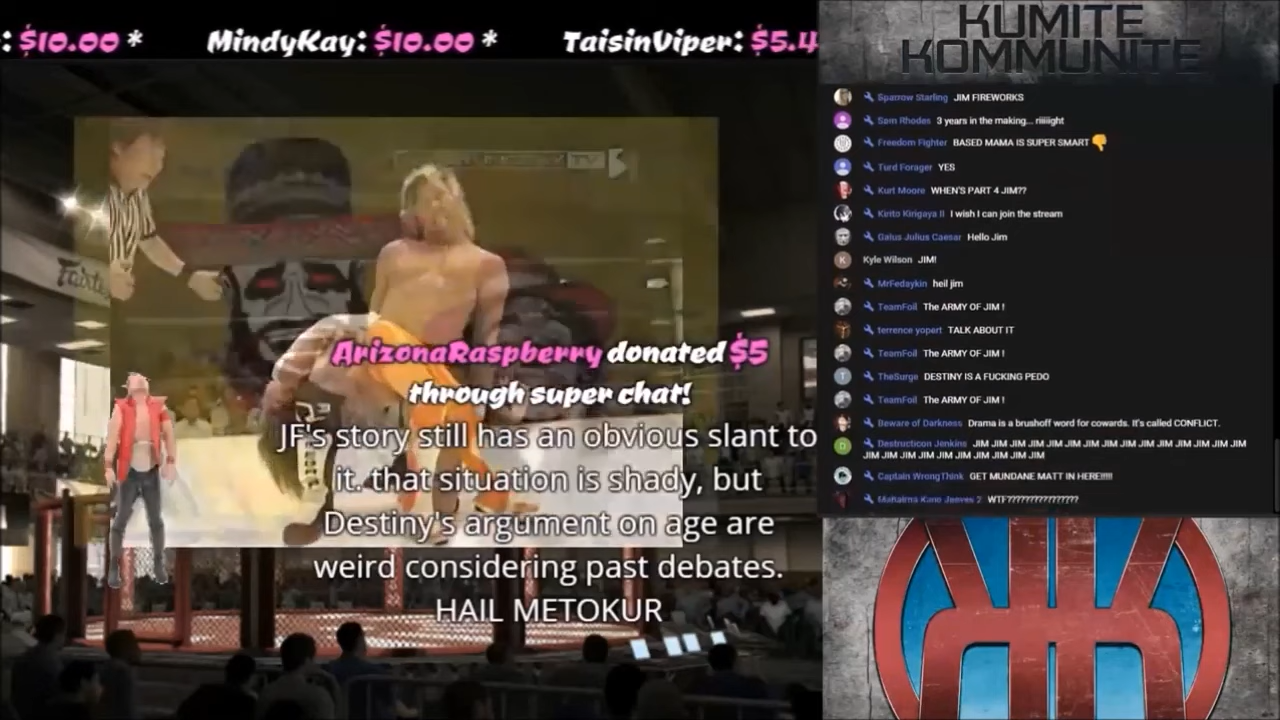 : $10.00 * MindyKay: $10.00 * TaisinViper: $5.4
KUMITE
KOMMUNITE
Sparrow Starling JIM FIREWORKS
Sam Rhodes 3 years in the making... riiiiight
Freedom Fighter BASED MAMA IS SUPER SMART 👎
Turd Forager YES
Kurt Moore WHEN'S PART 4 JIM??
Kirito Kirigaya II I wish I can join the stream
Gaius Julius Caesar Hello Jim
K Kyle Wilson JIM!
MrFedaykin heil jim
TeamFoil The ARMY OF JIM !
terrence yopert TALK ABOUT IT
TeamFoil The ARMY OF JIM !
T TheSurge DESTINY IS A FUCKING PEDO
TeamFoil The ARMY OF JIM !
Beware of Darkness Drama is a brushoff word for cowards. It's called CONFLICT.
D Destructicon Jenkins JIM JIM JIM JIM JIM JIM JIM JIM JIM JIM JIM JIM JIM JIM JIM
JIM JIM JIM JIM JIM JIM JIM JIM JIM JIM
Captain WrongThink GET MUNDANE MATT IN HERE!!!!!
Mahatma Kane Jeeves 2 WTF????????????????
TV
ArizonaRaspberry donated $5
through super chat!
JF's story still has an obvious slant to
it. that situation is shady, but
Destiny's argument on age are
weird considering past debates.
HAIL METOKUR